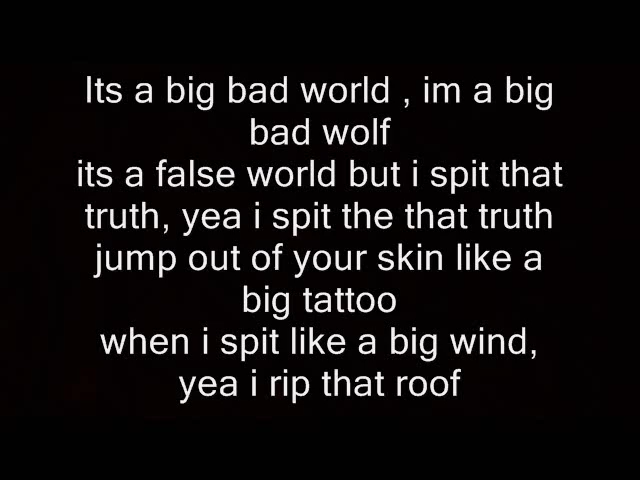 Its a big bad world , im a big
bad wolf
its a false world but i spit that
truth, yea i spit the that truth
jump out of your skin like a
big tattoo
when i spit like a big wind,
yea i rip that roof